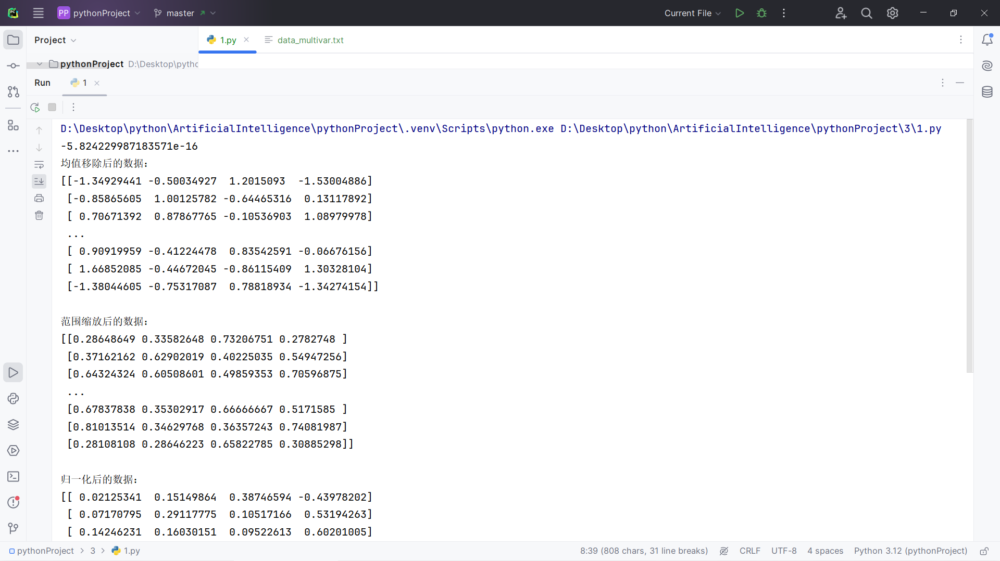 PP pythonProject master Current File
Project 1.py data_multivar.txt
pythonProject D:\Desktop\pythc
Run 1
D:\Desktop\python\ArtificialIntelligence\pythonProject\.venv\Scripts\python.exe D:\Desktop\python\ArtificialIntelligence\pythonProject\3\1.py
-5.824229987183571e-16
均值移除后的数据:
[[-1.34929441 -0.50034927  1.2015093  -1.53004886]
 [-0.85865605  1.00125782 -0.64465316  0.13117892]
 [ 0.70671392  0.87867765 -0.10536903  1.08979978]
 ...
 [ 0.90919959 -0.41224478  0.83542591 -0.06676156]
 [ 1.66852085 -0.44672045 -0.86115409  1.30328104]
 [-1.38044605 -0.75317087  0.78818934 -1.34274154]]
范围缩放后的数据:
[[0.28648649 0.33582648 0.73206751 0.2782748 ]
 [0.37162162 0.62902019 0.40225035 0.54947256]
 [0.64324324 0.60508601 0.49859353 0.70596875]
 ...
 [0.67837838 0.35302917 0.66666667 0.5171585 ]
 [0.81013514 0.34629768 0.36357243 0.74081987]
 [0.28108108 0.28646223 0.65822785 0.30885298]]
归一化后的数据:
[[ 0.02125341  0.15149864  0.38746594 -0.43978202]
 [ 0.07170795  0.29117775  0.10517166  0.53194263]
 [ 0.14246231  0.16030151  0.09522613  0.60201005]
pythonProject > 3 > 1.py 8:39 (808 chars, 31 line breaks) CRLF UTF-8 4 spaces Python 3.12 (pythonProject)